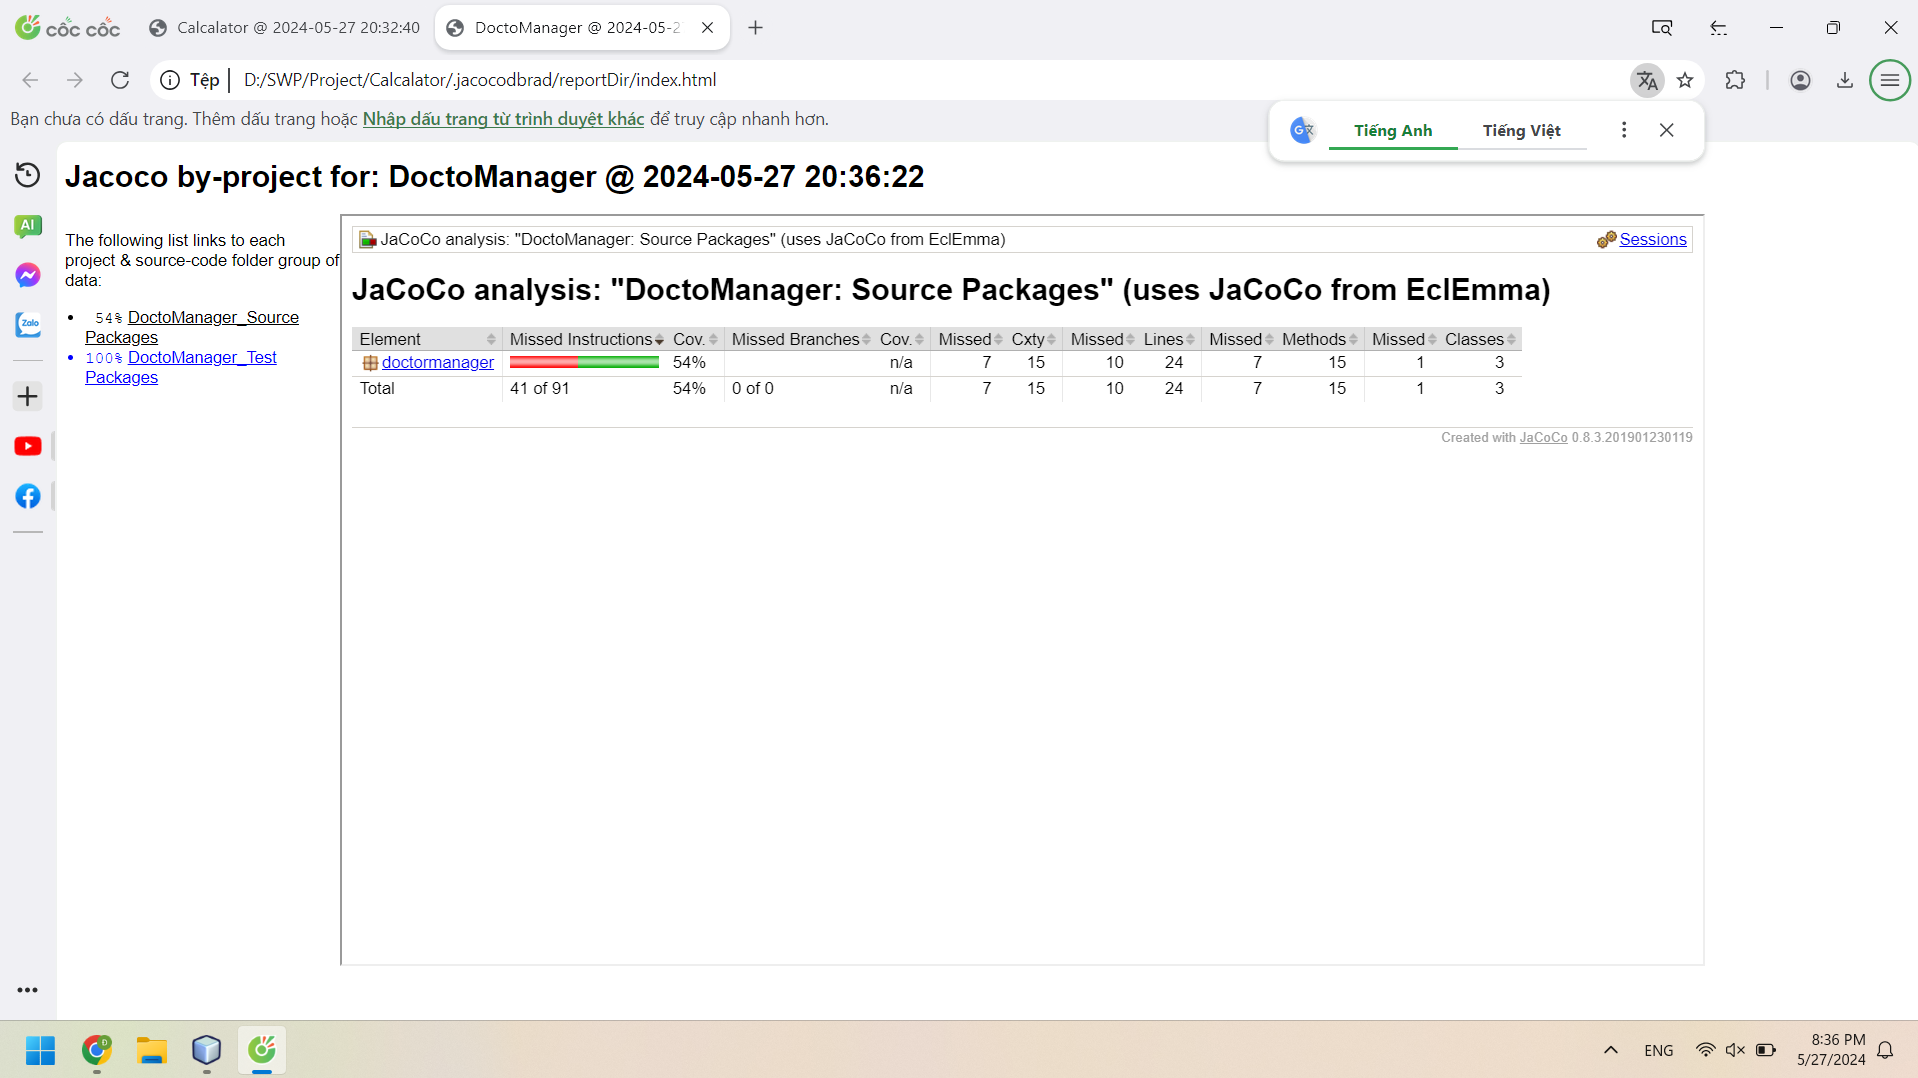 cốc cốc
Calcalator @ 2024-05-27 20:32:40
DoctoManager @ 2024-05-2
Tệp
D:/SWP/Project/Calcalator/.jacocodbrad/reportDir/index.html
Bạn chưa có dấu trang. Thêm dấu trang hoặc Nhập dấu trang từ trình duyệt khác để truy cập nhanh hơn.
Tiếng Anh
Tiếng Việt
AI
Zalo
Jacoco by-project for: DoctoManager @ 2024-05-27 20:36:22
The following list links to each
project & source-code folder group of
data:
54% DoctoManager_Source
Packages
100% DoctoManager_Test
Packages
JaCoCo analysis: "DoctoManager: Source Packages" (uses JaCoCo from EclEmma)
Sessions
JaCoCo analysis: "DoctoManager: Source Packages" (uses JaCoCo from EclEmma)
Element Missed Instructions Cov. Missed Branches Cov. Missed Cxty Missed Lines Missed Methods Missed Classes
doctormanager 54% n/a 7 15 10 24 7 15 1 3
Total 41 of 91 54% 0 of 0 n/a 7 15 10 24 7 15 1 3
Created with JaCoCo 0.8.3.201901230119
ENG
8:36 PM
5/27/2024